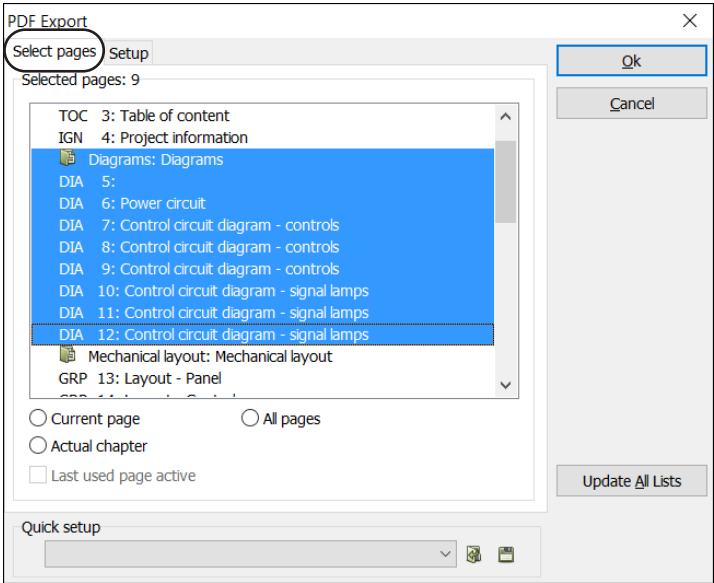 PDF Export
Select pages
Setup
Ok
Selected pages: 9
Cancel
TOC 3: Table of content
IGN 4: Project information
Diagrams: Diagrams
DIA 5:
DIA 6: Power circuit
DIA 7: Control circuit diagram - controls
DIA 8: Control circuit diagram - controls
DIA 9: Control circuit diagram - controls
DIA 10: Control circuit diagram - signal lamps
DIA 11: Control circuit diagram - signal lamps
DIA 12: Control circuit diagram - signal lamps
Mechanical layout: Mechanical layout
GRP 13: Layout - Panel
Current page
All pages
Actual chapter
Last used page active
Update All Lists
Quick setup